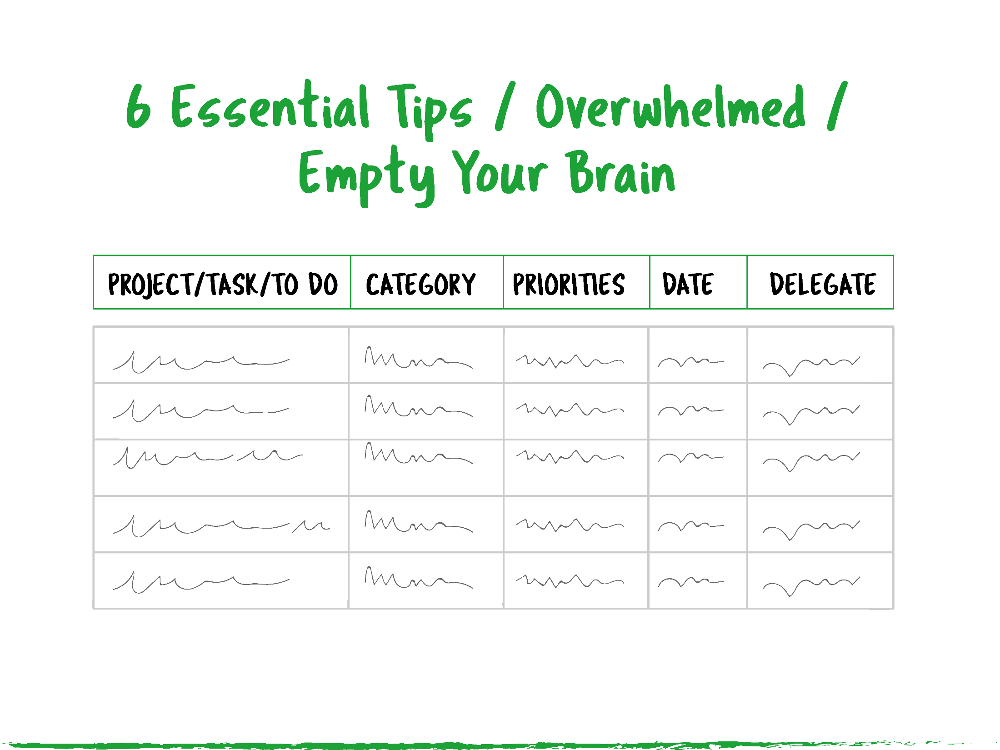 6 Essential Tips / Overwhelmed /
Empty Your Brain
PROJECT/TASK/TO DO CATEGORY PRIORITIES DATE DELEGATE